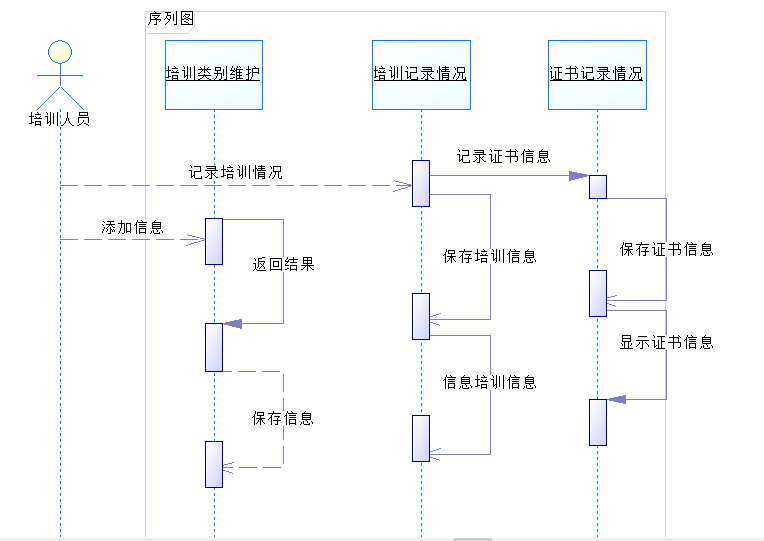 序列图
培训类别维护
培训记录情况
证书记录情况
培训人员
记录证书信息
记录培训情况
添加信息
保存证书信息
保存培训信息
返回结果
显示证书信息
信息培训信息
保存信息